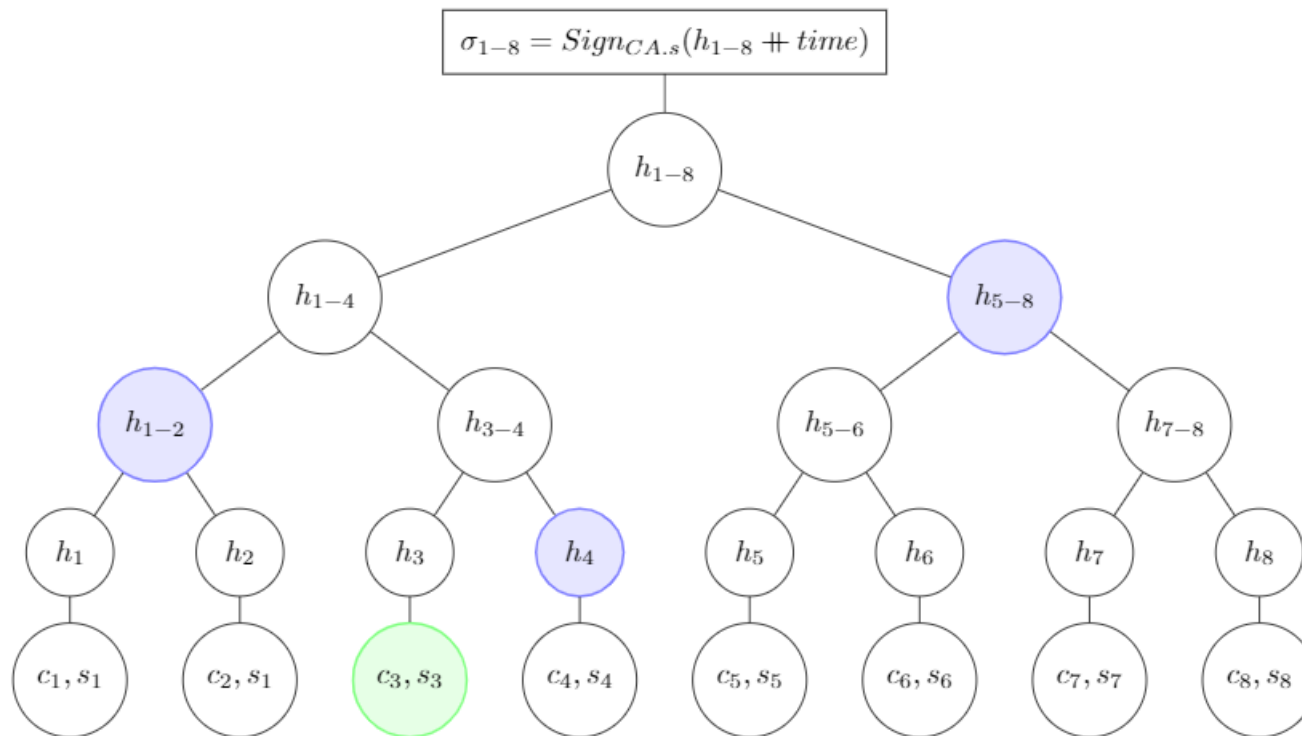 σ₁₋₈ = Sign_CA.s(h₁₋₈ ⧺ time)
h₁₋₈
h₁₋₄ h₅₋₈
h₁₋₂ h₃₋₄ h₅₋₆ h₇₋₈
h₁ h₂ h₃ h₄ h₅ h₆ h₇ h₈
c₁, s₁ c₂, s₁ c₃, s₃ c₄, s₄ c₅, s₅ c₆, s₆ c₇, s₇ c₈, s₈